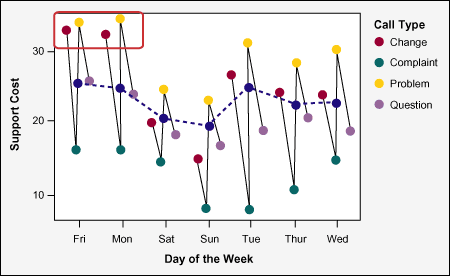 Call Type
Change
Complaint
Problem
Question
Support Cost
30
20
10
Fri Mon Sat Sun Tue Thur Wed
Day of the Week